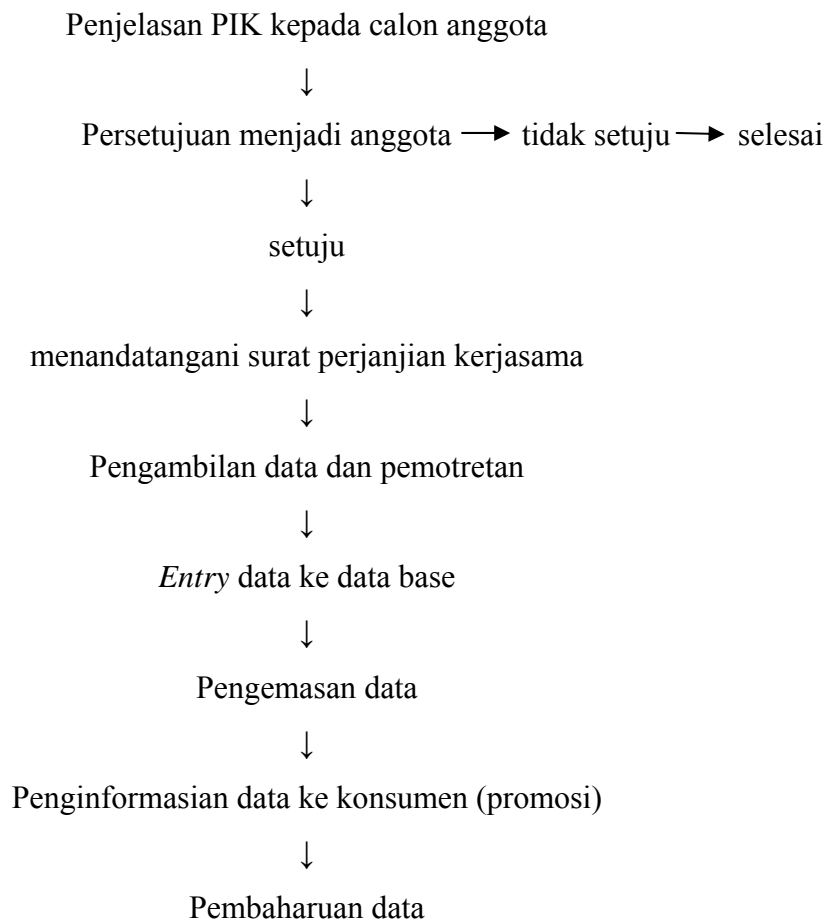 Penjelasan PIK kepada calon anggota
↓
Persetujuan menjadi anggota → tidak setuju → selesai
↓
setuju
↓
menandatangani surat perjanjian kerjasama
↓
Pengambilan data dan pemotretan
↓
Entry data ke data base
↓
Pengemasan data
↓
Penginformasian data ke konsumen (promosi)
↓
Pembaharuan data